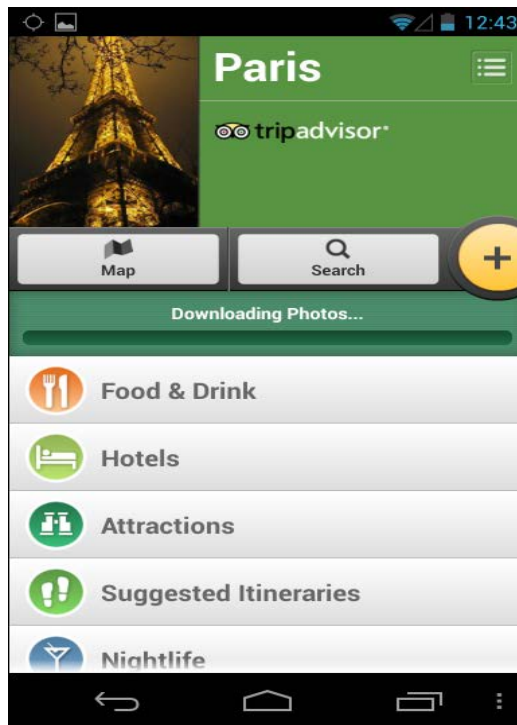 12:43
Paris
tripadvisor
Map
Search
+
Downloading Photos...
Food & Drink
Hotels
Attractions
Suggested Itineraries
Nightlife